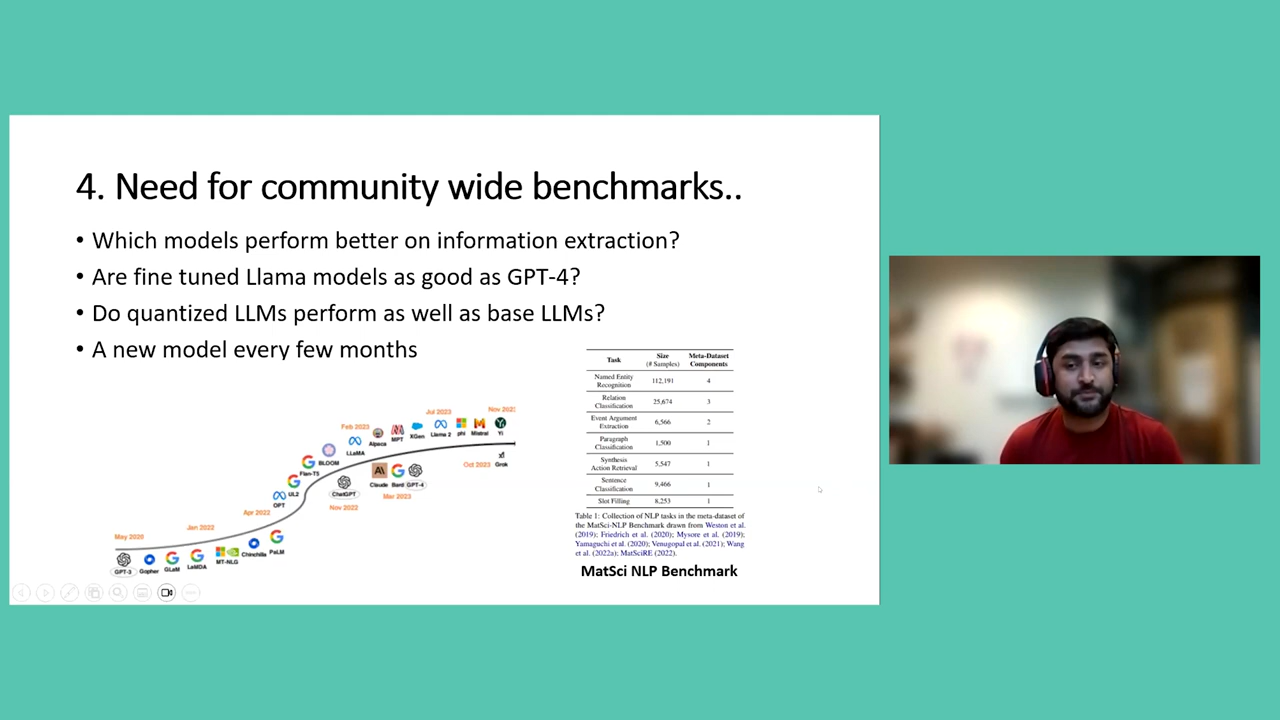 4. Need for community wide benchmarks..
• Which models perform better on information extraction?
• Are fine tuned Llama models as good as GPT-4?
• Do quantized LLMs perform as well as base LLMs?
• A new model every few months
May 2020
Jan 2022
Apr 2022
Nov 2022
Feb 2023
Mar 2023
Jul 2023
Oct 2023
Nov 202
GPT-3
Gopher
GLaM
LaMDA
MT-NLG
Chinchilla
PaLM
OPT
UL2
Flan-T5
BLOOM
ChatGPT
LLaMA
Alpaca
MPT
XGen
Llama 2
phi
Mistral
Yi
Claude
Bard
GPT-4
Grok
Task Size (# Samples) Meta-Dataset Components
Named Entity Recognition 112,191 4
Relation Classification 25,674 3
Event Argument Extraction 6,566 2
Paragraph Classification 1,500 1
Synthesis Action Retrieval 5,547 1
Sentence Classification 9,466 1
Slot Filling 8,253 1
Table 1: Collection of NLP tasks in the meta-dataset of
the MatSci-NLP Benchmark drawn from Weston et al.
(2019); Friedrich et al. (2020); Mysore et al. (2019);
Yamaguchi et al. (2020); Venugopal et al. (2021); Wang
et al. (2022a); MatSciRE (2022).
MatSci NLP Benchmark